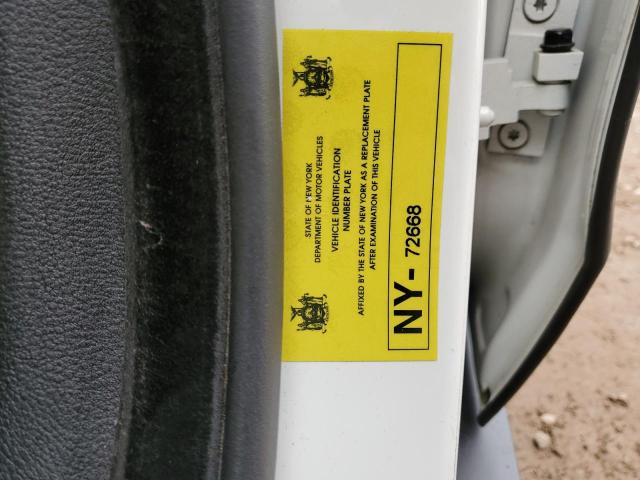 STATE OF NEW YORK
DEPARTMENT OF MOTOR VEHICLES
VEHICLE IDENTIFICATION
NUMBER PLATE
AFFIXED BY THE STATE OF NEW YORK AS A REPLACEMENT PLATE
AFTER EXAMINATION OF THIS VEHICLE
NY- 72668